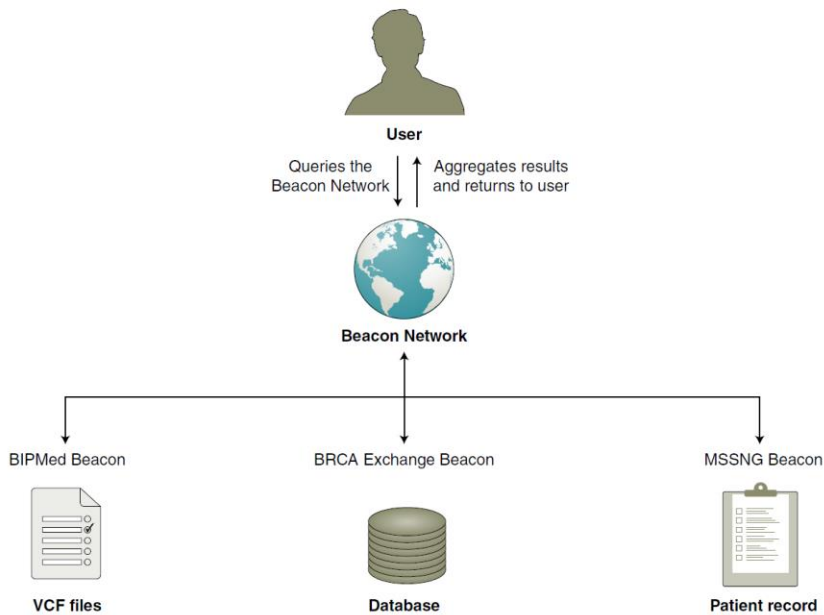 User
Queries the
Beacon Network
Aggregates results
and returns to user
Beacon Network
BIPMed Beacon
BRCA Exchange Beacon
MSSNG Beacon
VCF files
Database
Patient record